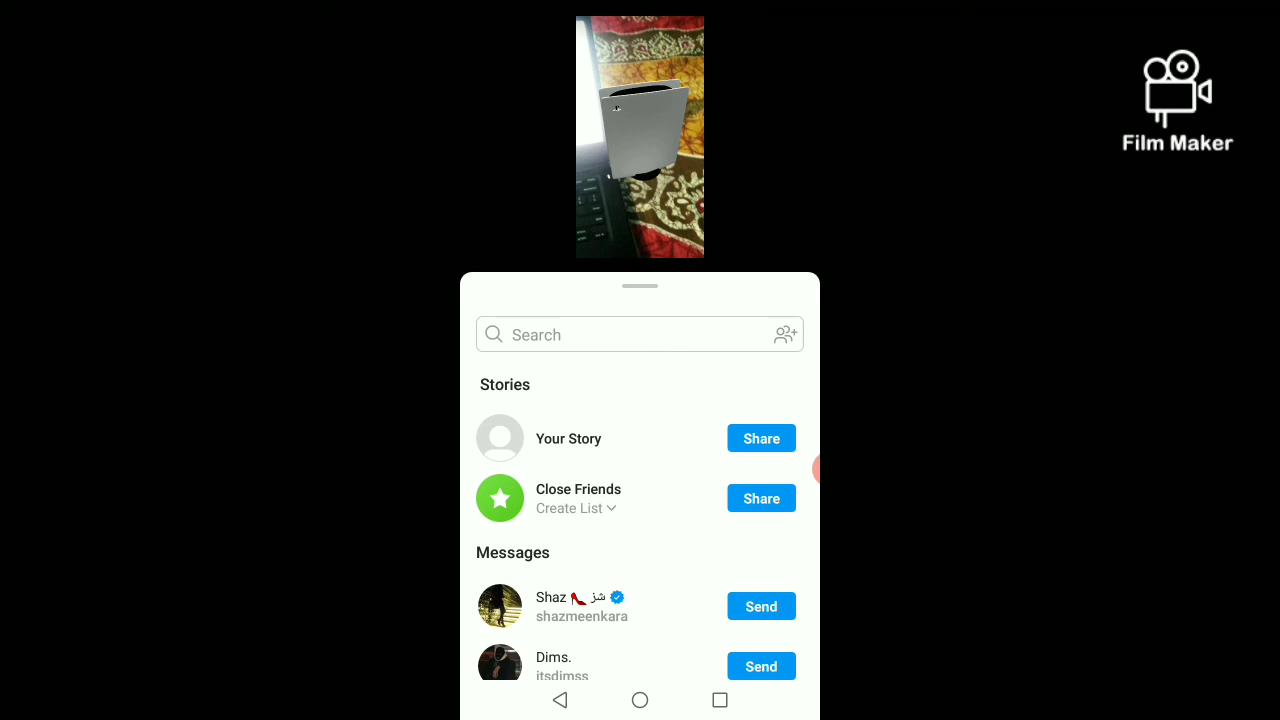 Film Maker
Search
Stories
Your Story
Share
Close Friends
Create List
Share
Messages
Shaz 👠 شز
shazmeenkara
Send
Dims.
itsdimss
Send